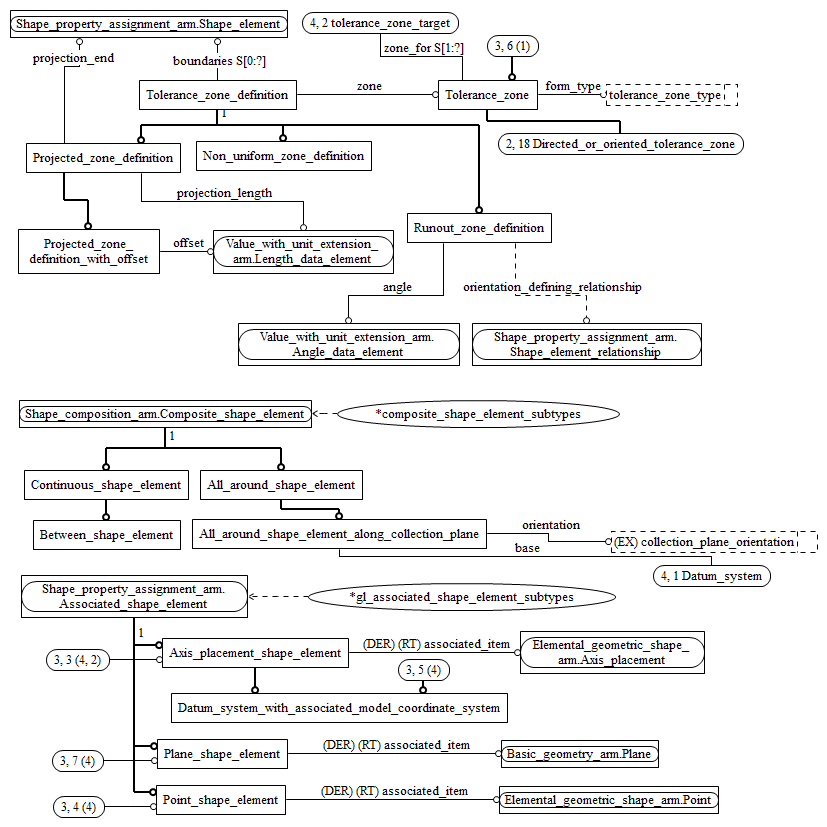 Shape_property_assignment_arm.Shape_element
4, 2 tolerance_zone_target
projection_end
boundaries S[0:?]
zone_for S[1:?]
3, 6 (1)
Tolerance_zone_definition
zone
Tolerance_zone
form_type
tolerance_zone_type
1
2, 18 Directed_or_oriented_tolerance_zone
Projected_zone_definition
Non_uniform_zone_definition
projection_length
Runout_zone_definition
Projected_zone_
definition_with_offset
offset
Value_with_unit_extension_
arm.Length_data_element
angle
orientation_defining_relationship
Value_with_unit_extension_arm.
Angle_data_element
Shape_property_assignment_arm.
Shape_element_relationship
Shape_composition_arm.Composite_shape_element
*composite_shape_element_subtypes
1
Continuous_shape_element
All_around_shape_element
Between_shape_element
All_around_shape_element_along_collection_plane
orientation
(EX) collection_plane_orientation
base
4, 1 Datum_system
Shape_property_assignment_arm.
Associated_shape_element
*gl_associated_shape_element_subtypes
1
3, 3 (4, 2)
Axis_placement_shape_element
(DER) (RT) associated_item
Elemental_geometric_shape_
arm.Axis_placement
3, 5 (4)
Datum_system_with_associated_model_coordinate_system
3, 7 (4)
Plane_shape_element
(DER) (RT) associated_item
Basic_geometry_arm.Plane
3, 4 (4)
Point_shape_element
(DER) (RT) associated_item
Elemental_geometric_shape_arm.Point